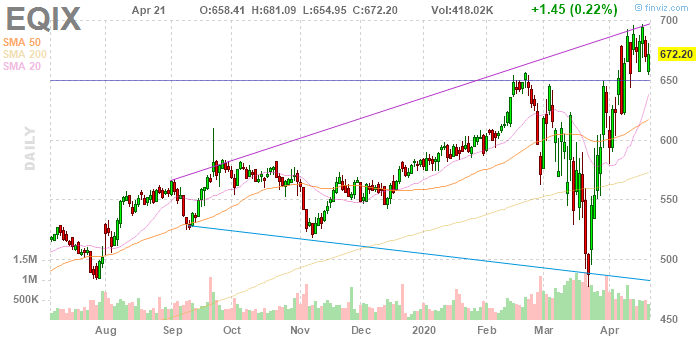 © finviz.com
EQIX Apr 21 O:658.41 H:681.09 L:654.95 C:672.20 Vol:418.02K +1.45 (0.22%)
SMA 50
SMA 200
SMA 20
DAILY
700
672.20
650
600
550
500
450
1.5M
1M
500K
Aug Sep Oct Nov Dec 2020 Feb Mar Apr